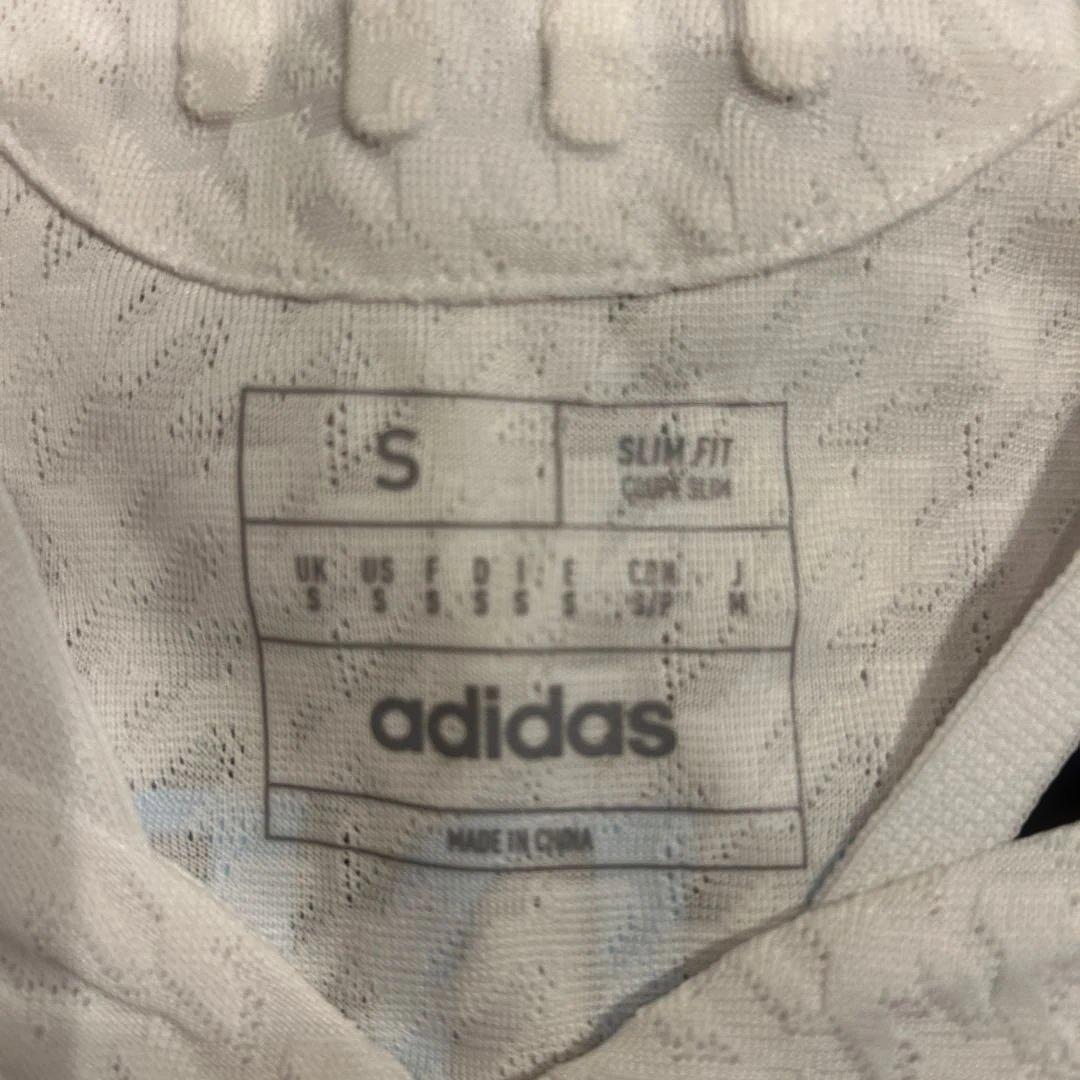 S
SLIM FIT
COUPE SLIM
UK US F D I E CDN J
S S S S S S S/P M
adidas
MADE IN CHINA